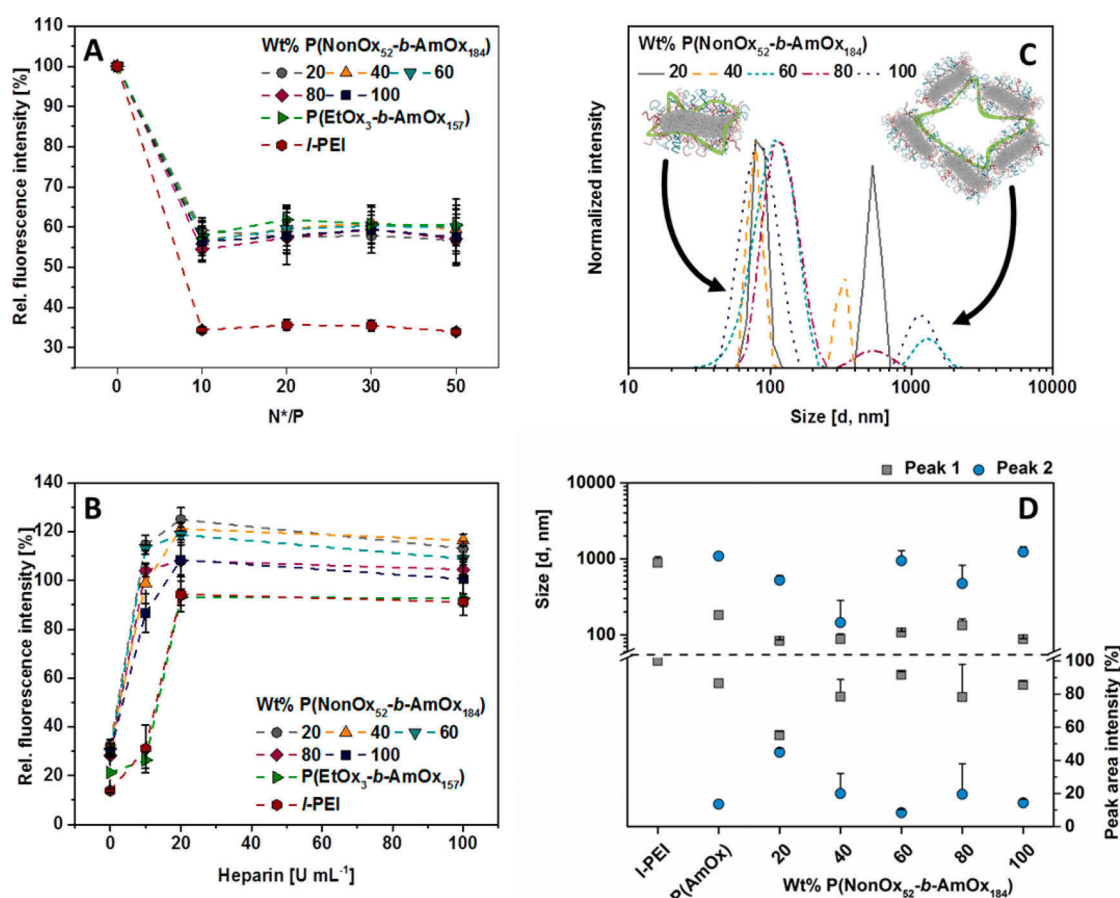 A
Rel. fluorescence intensity [%]
110
100
90
80
70
60
50
40
30
Wt% P(NonOx52-b-AmOx184)
20 40 60
80 100
P(EtOx3-b-AmOx157)
l-PEI
0 10 20 30 50
N*/P
C
Normalized intensity
Wt% P(NonOx52-b-AmOx184)
20 40 60 80 100
10 100 1000 10000
Size [d, nm]
B
Rel. fluorescence intensity [%]
140
120
100
80
60
40
20
0
Wt% P(NonOx52-b-AmOx184)
20 40 60
80 100
P(EtOx3-b-AmOx157)
l-PEI
0 20 40 60 80 100
Heparin [U mL-1]
Peak 1 Peak 2
D
Size [d, nm]
10000
1000
100
Peak area intensity [%]
100
80
60
40
20
0
l-PEI P(AmOx) 20 40 60 80 100
Wt% P(NonOx52-b-AmOx184)